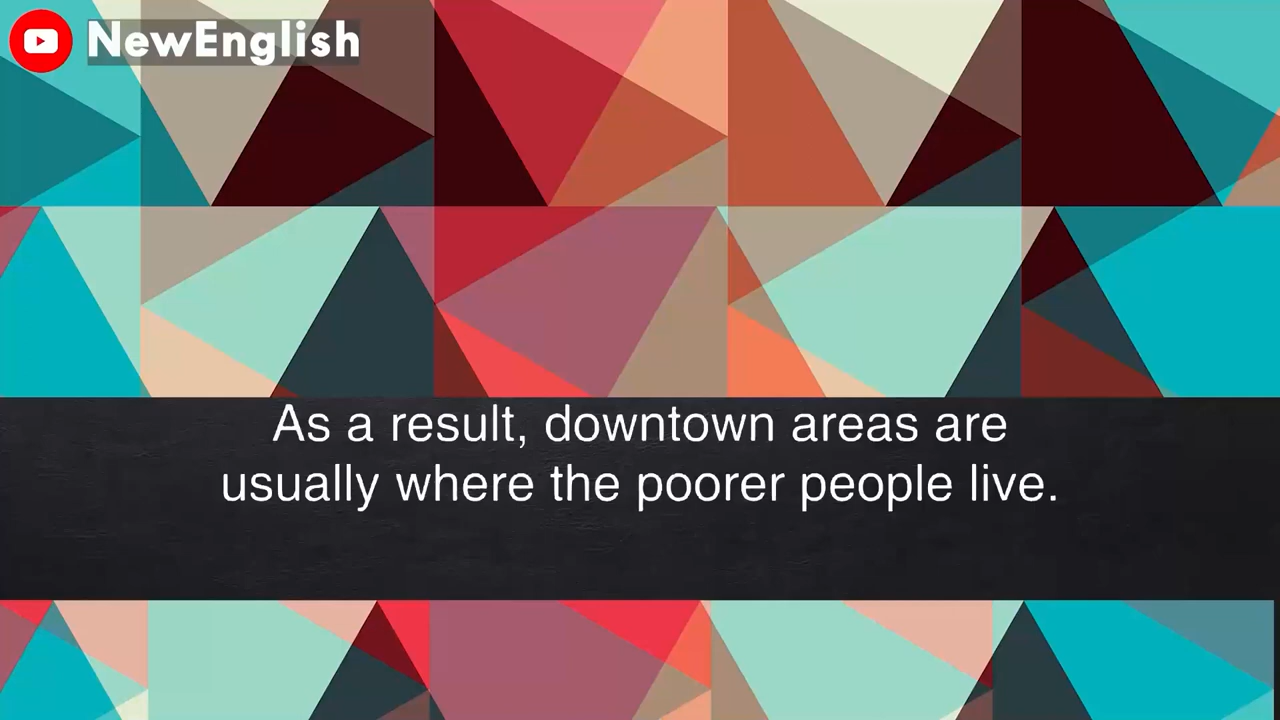 NewEnglish
As a result, downtown areas are
usually where the poorer people live.